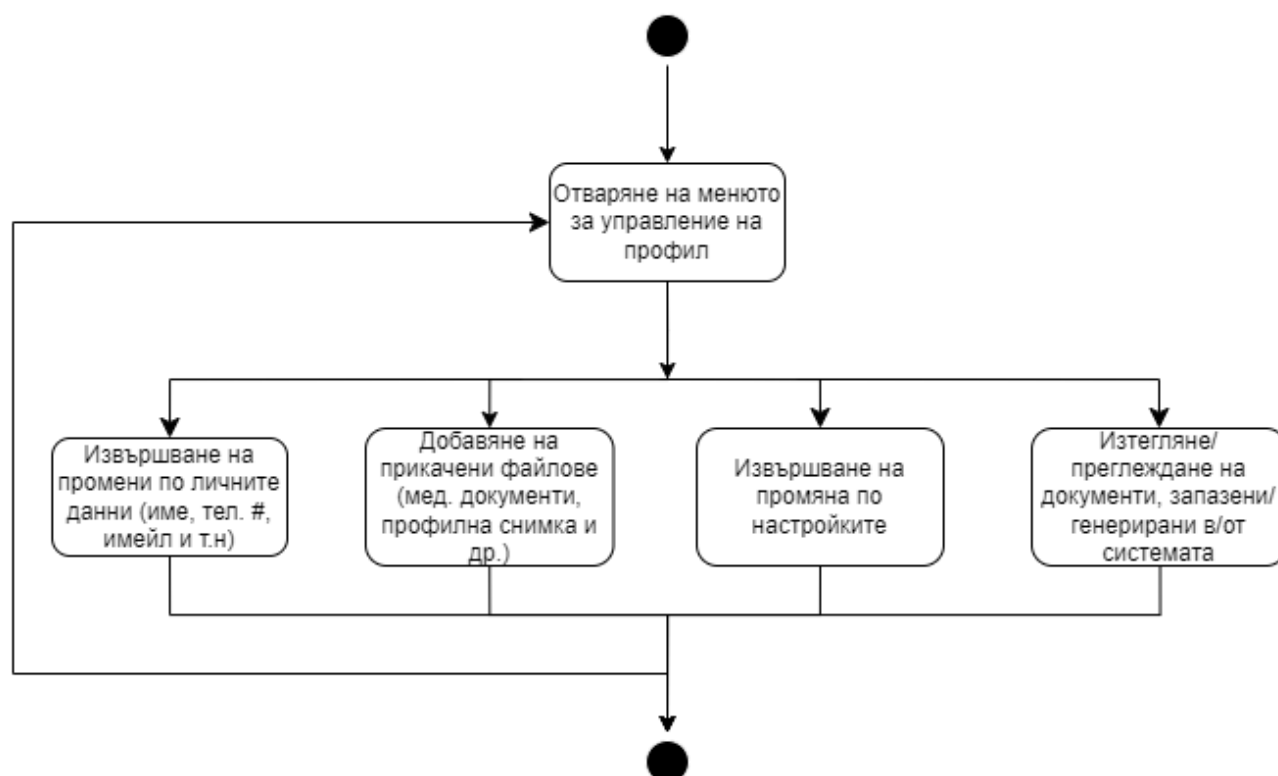 Отваряне на менюто
за управление на
профил
Извършване на
промени по личните
данни (име, тел. #,
имейл и т.н)
Добавяне на
прикачени файлове
(мед. документи,
профилна снимка и
др.)
Извършване на
промяна по
настройките
Изтегляне/
преглеждане на
документи, запазени/
генерирани в/от
системата